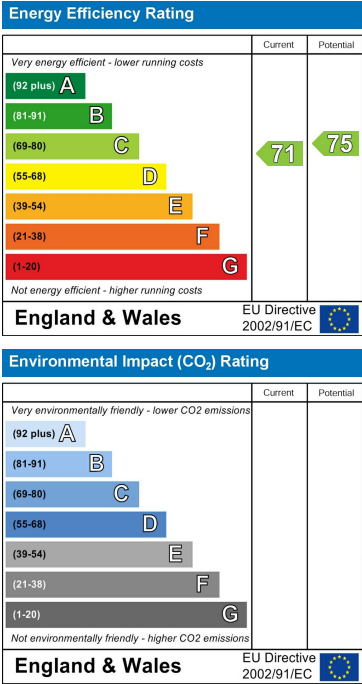 Energy Efficiency Rating
Current Potential
Very energy efficient - lower running costs
(92 plus) A
(81-91) B
(69-80) C
(55-68) D
(39-54) E
(21-38) F
(1-20) G
71 75
Not energy efficient - higher running costs
England & Wales
EU Directive
2002/91/EC
Environmental Impact (CO₂) Rating
Current Potential
Very environmentally friendly - lower CO2 emissions
(92 plus) A
(81-91) B
(69-80) C
(55-68) D
(39-54) E
(21-38) F
(1-20) G
Not environmentally friendly - higher CO2 emissions
England & Wales
EU Directive
2002/91/EC